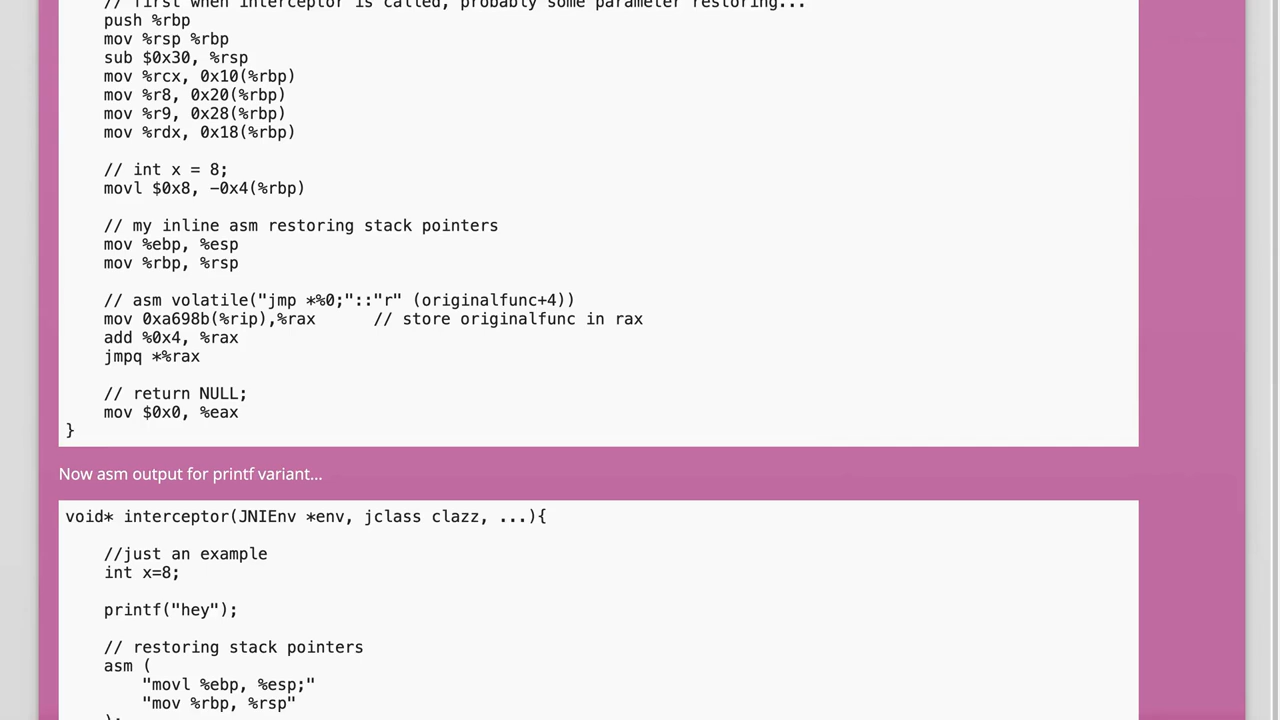 // first when interceptor is called, probably some parameter restoring...
push %rbp
mov %rsp %rbp
sub $0x30, %rsp
mov %rcx, 0x10(%rbp)
mov %r8, 0x20(%rbp)
mov %r9, 0x28(%rbp)
mov %rdx, 0x18(%rbp)
// int x = 8;
movl $0x8, -0x4(%rbp)
// my inline asm restoring stack pointers
mov %ebp, %esp
mov %rbp, %rsp
// asm volatile("jmp *%0;"::"r" (originalfunc+4))
mov 0xa698b(%rip),%rax      // store originalfunc in rax
add %0x4, %rax
jmpq *%rax
// return NULL;
mov $0x0, %eax
}
Now asm output for printf variant...
void* interceptor(JNIEnv *env, jclass clazz, ...){
//just an example
int x=8;
printf("hey");
// restoring stack pointers
asm (
"movl %ebp, %esp;"
"mov %rbp, %rsp"
);